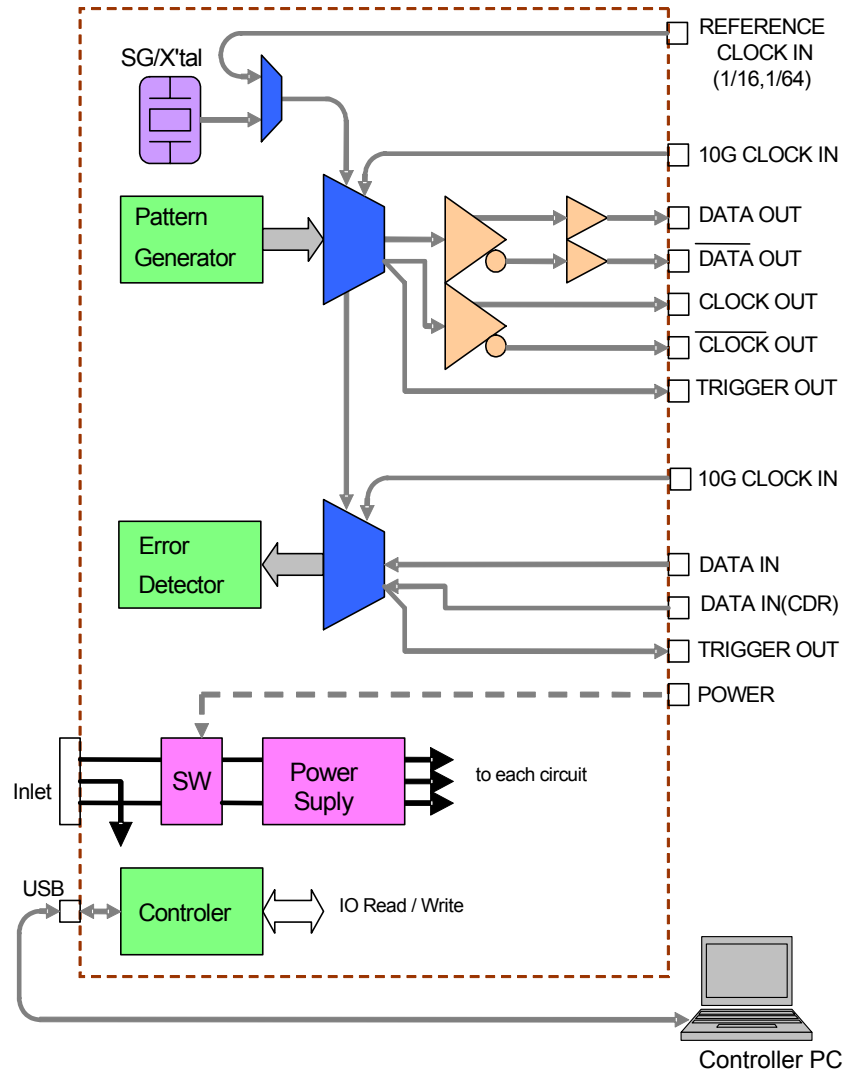 REFERENCE
CLOCK IN
(1/16,1/64)
SG/X'tal
10G CLOCK IN
Pattern
Generator
DATA OUT
DATA OUT
CLOCK OUT
CLOCK OUT
TRIGGER OUT
10G CLOCK IN
Error
Detector
DATA IN
DATA IN(CDR)
TRIGGER OUT
POWER
Inlet
SW
Power
Suply
to each circuit
USB
Controler
IO Read / Write
Controller PC